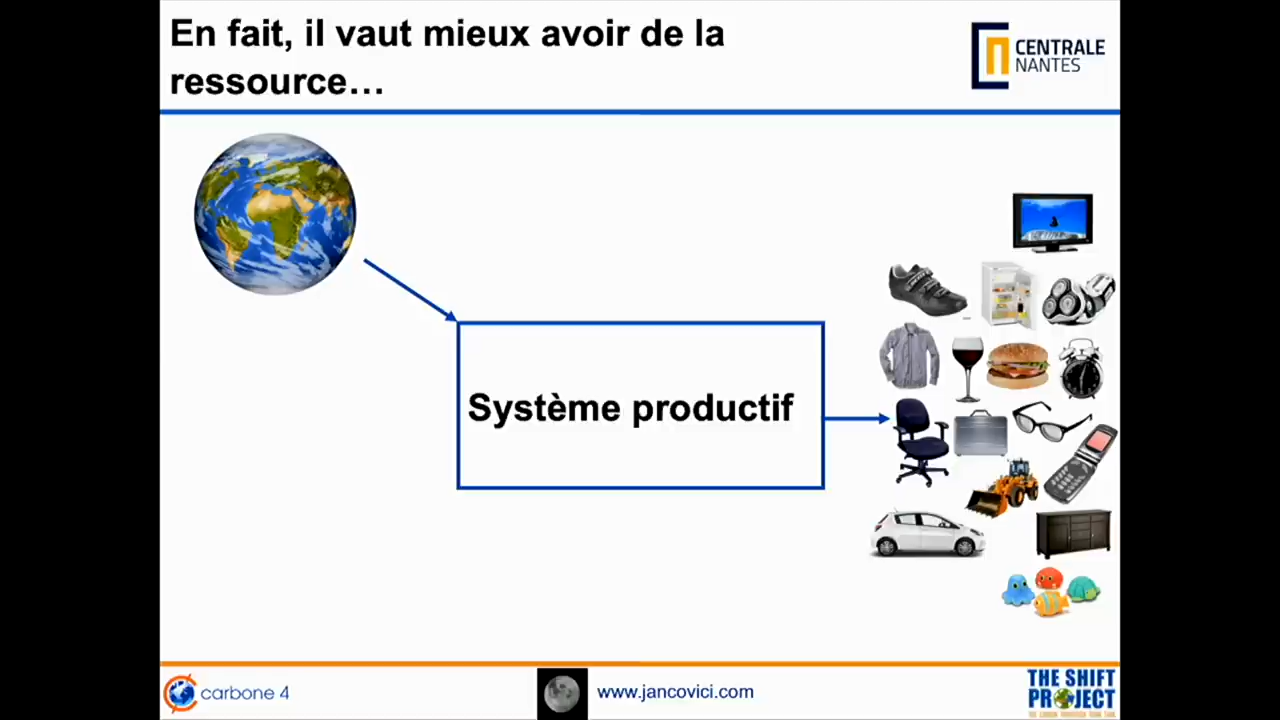 En fait, il vaut mieux avoir de la
ressource…
CENTRALE
NANTES
Système productif
carbone 4
www.jancovici.com
THE SHIFT
PROJECT